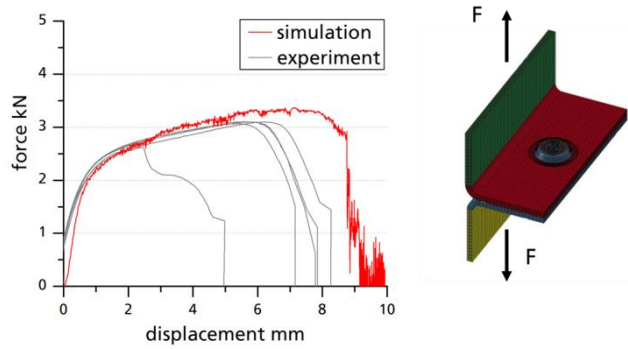 simulation
experiment
force kN
5
4
3
2
1
0
0 2 4 6 8 10
displacement mm
F
F